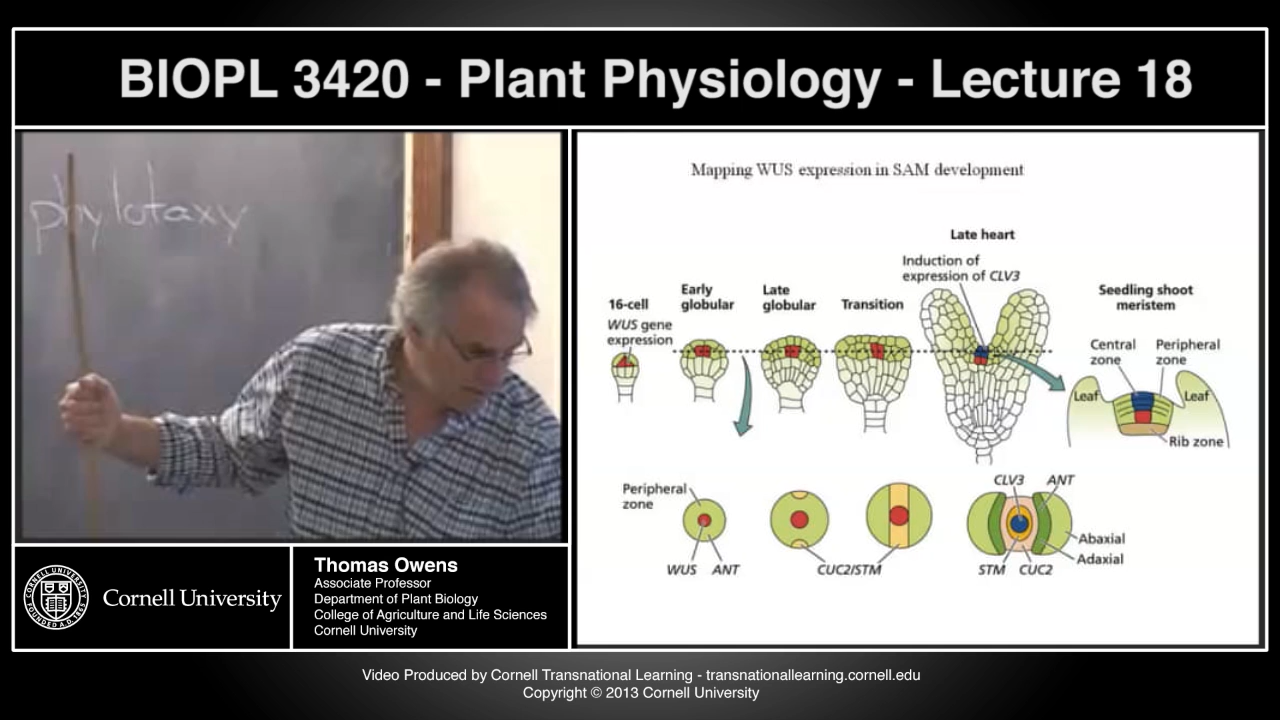 BIOPL 3420 - Plant Physiology - Lecture 18
phylotaxy
Mapping WUS expression in SAM development
Late heart
Induction of
expression of CLV3
16-cell
WUS gene
expression
Early
globular
Late
globular
Transition
Seedling shoot
meristem
Central
zone
Peripheral
zone
Leaf
Leaf
Rib zone
Peripheral
zone
WUS
ANT
CUC2/STM
CLV3
ANT
Abaxial
Adaxial
STM
CUC2
Cornell University
Thomas Owens
Associate Professor
Department of Plant Biology
College of Agriculture and Life Sciences
Cornell University
Video Produced by Cornell Transnational Learning - transnationallearning.cornell.edu
Copyright © 2013 Cornell University